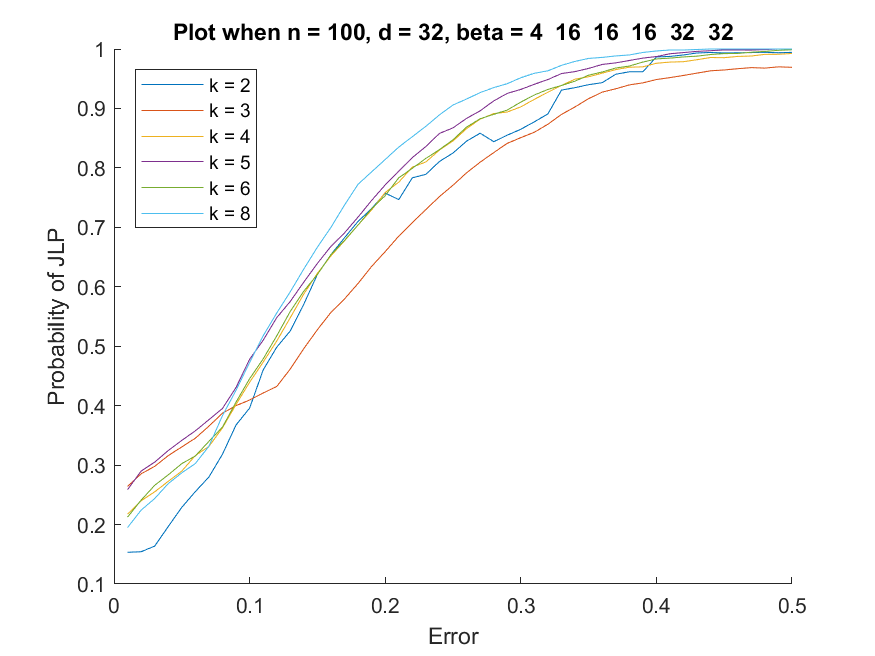 Plot when n = 100, d = 32, beta = 4  16  16  16  32  32
1
0.9
0.8
0.7
0.6
0.5
0.4
0.3
0.2
0.1
Probability of JLP
k = 2
k = 3
k = 4
k = 5
k = 6
k = 8
0
0.1
0.2
0.3
0.4
0.5
Error